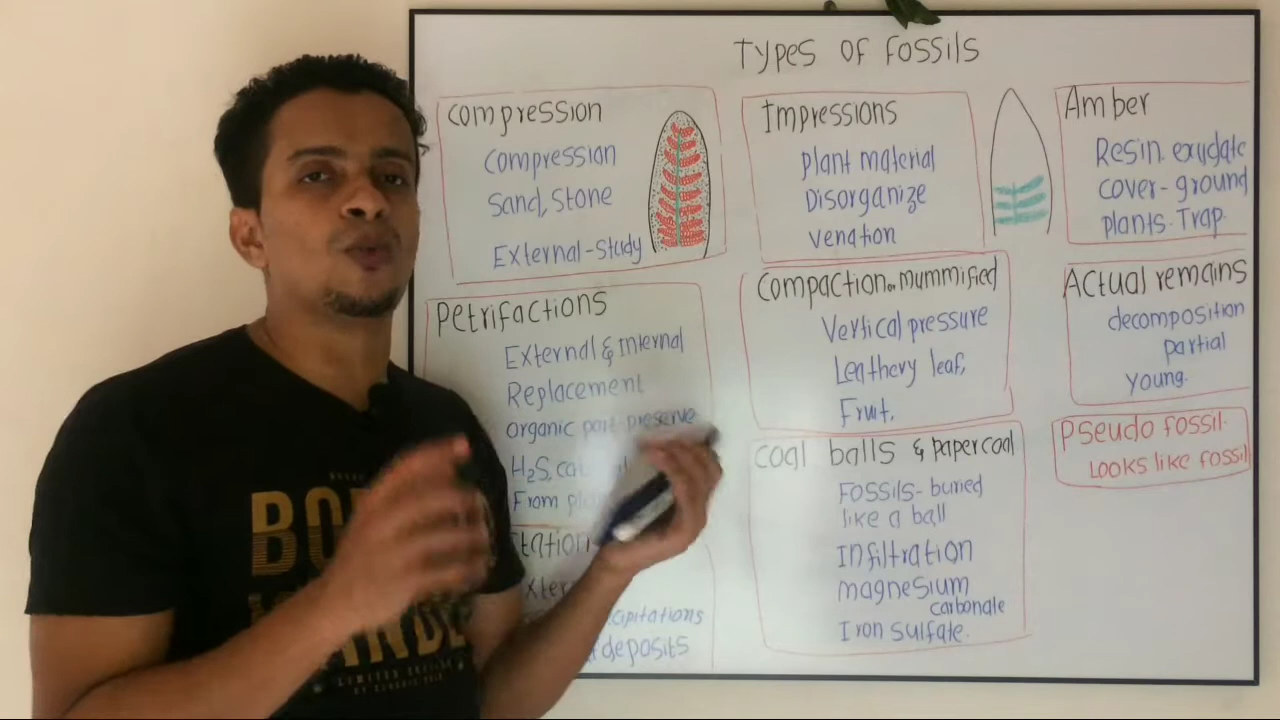 Types of Fossils
Compression
compression
Sand, Stone
External-Study
Impressions
Plant material
Disorganize
venation
Amber
Resin exudate
cover-ground
plants-Trap.
Petrifactions
External & Internal
Replacement
organic part-preserve
H2S,
From
Compaction or mummified
Vertical pressure
Leathery leaf,
Fruit.
Actual remains
decomposition
partial
young.
Pseudo fossil.
Looks like fossil
Coal balls & papercoal
Fossils-buried
like a ball
Infiltration
magnesium
carbonate
Iron Sulfate.
deposits
LIMITED